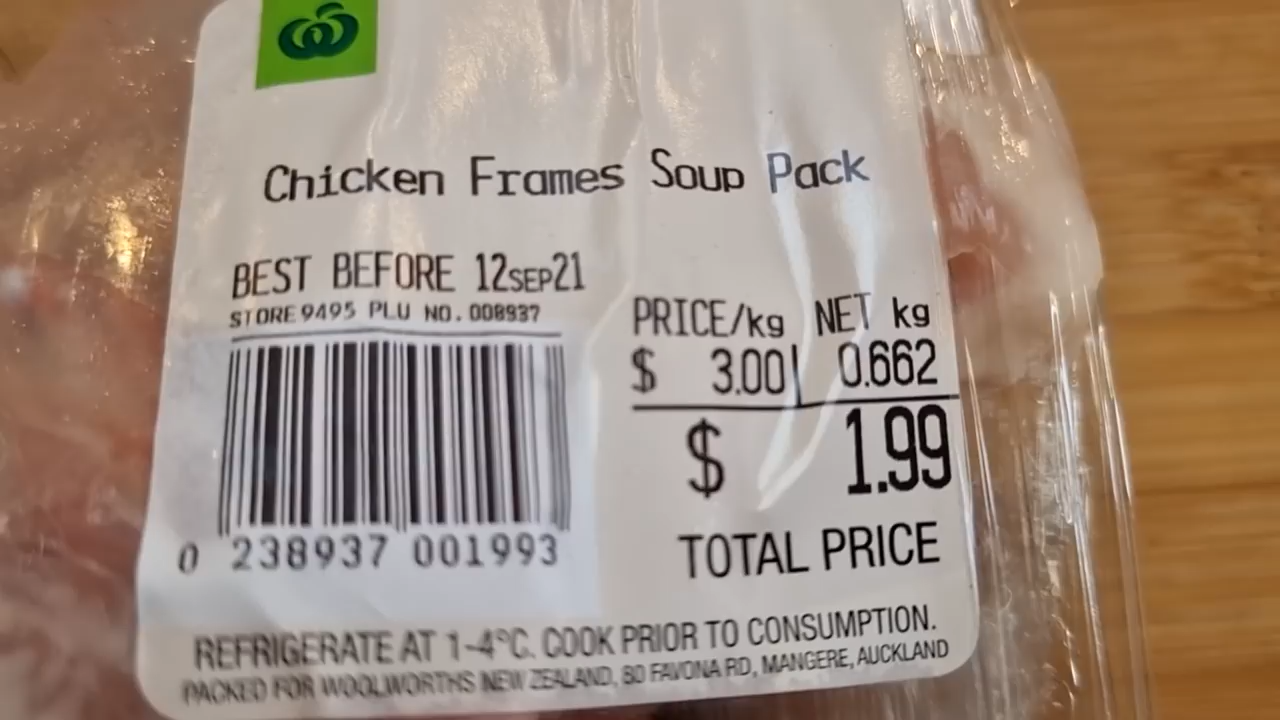 Chicken Frames Soup Pack
BEST BEFORE 12SEP21
STORE 9495 PLU NO. 008937
PRICE/kg NET kg
$ 3.00 0.662
$ 1.99
TOTAL PRICE
0 238937 001993
REFRIGERATE AT 1-4°C. COOK PRIOR TO CONSUMPTION.
PACKED FOR WOOLWORTHS NEW ZEALAND, 80 FAVONA RD, MANGERE, AUCKLAND